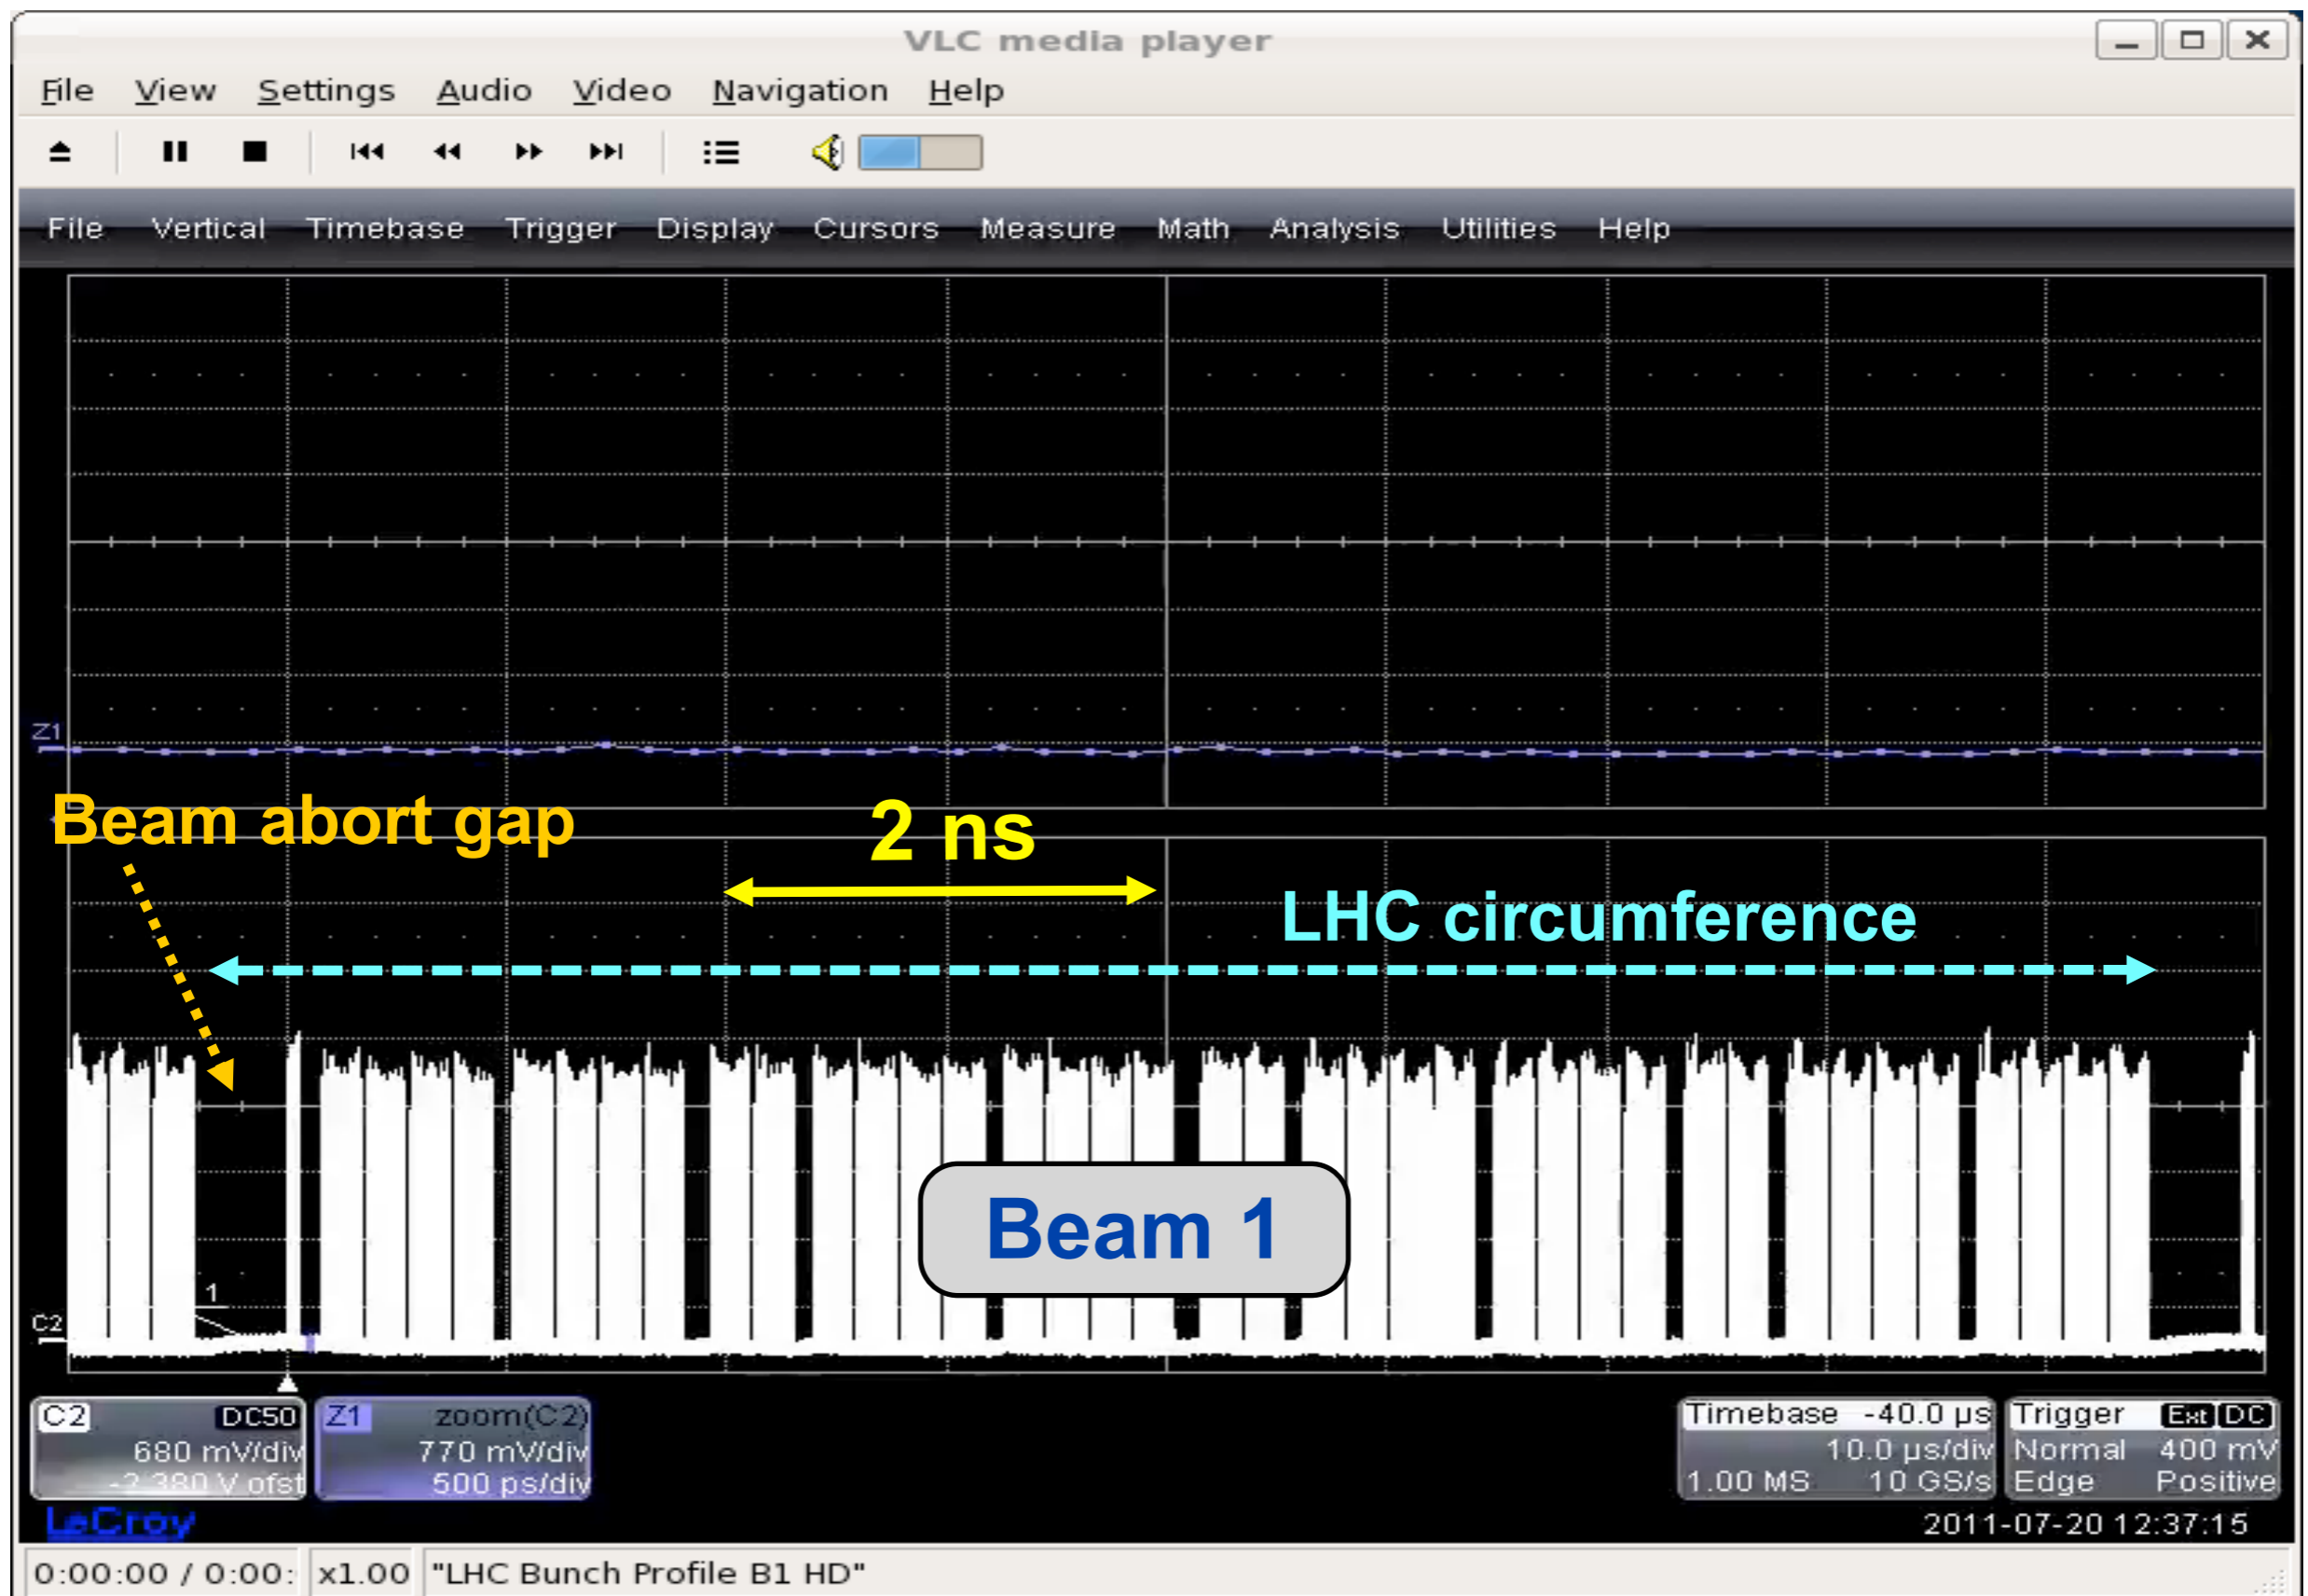 VLC media player
File View Settings Audio Video Navigation Help
File Vertical Timebase Trigger Display Cursors Measure Math Analysis Utilities Help
Z1
Beam abort gap
2 ns
LHC circumference
Beam 1
1
C2
C2 DC50
680 mV/div
-2.380 V ofst
Z1 zoom(C2)
770 mV/div
500 ps/div
Timebase -40.0 µs
10.0 µs/div
1.00 MS 10 GS/s
Trigger Ext DC
Normal 400 mV
Edge Positive
LeCroy
2011-07-20 12:37:15
0:00:00 / 0:00: x1.00 "LHC Bunch Profile B1 HD"